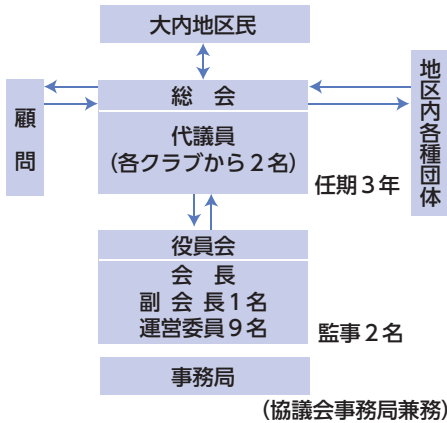 大内地区民
顧問
総　会
代議員
(各クラブから２名)
任期３年
地区内各種団体
役員会
会　長
副 会 長１名
運営委員９名
監事２名
事務局
(協議会事務局兼務)